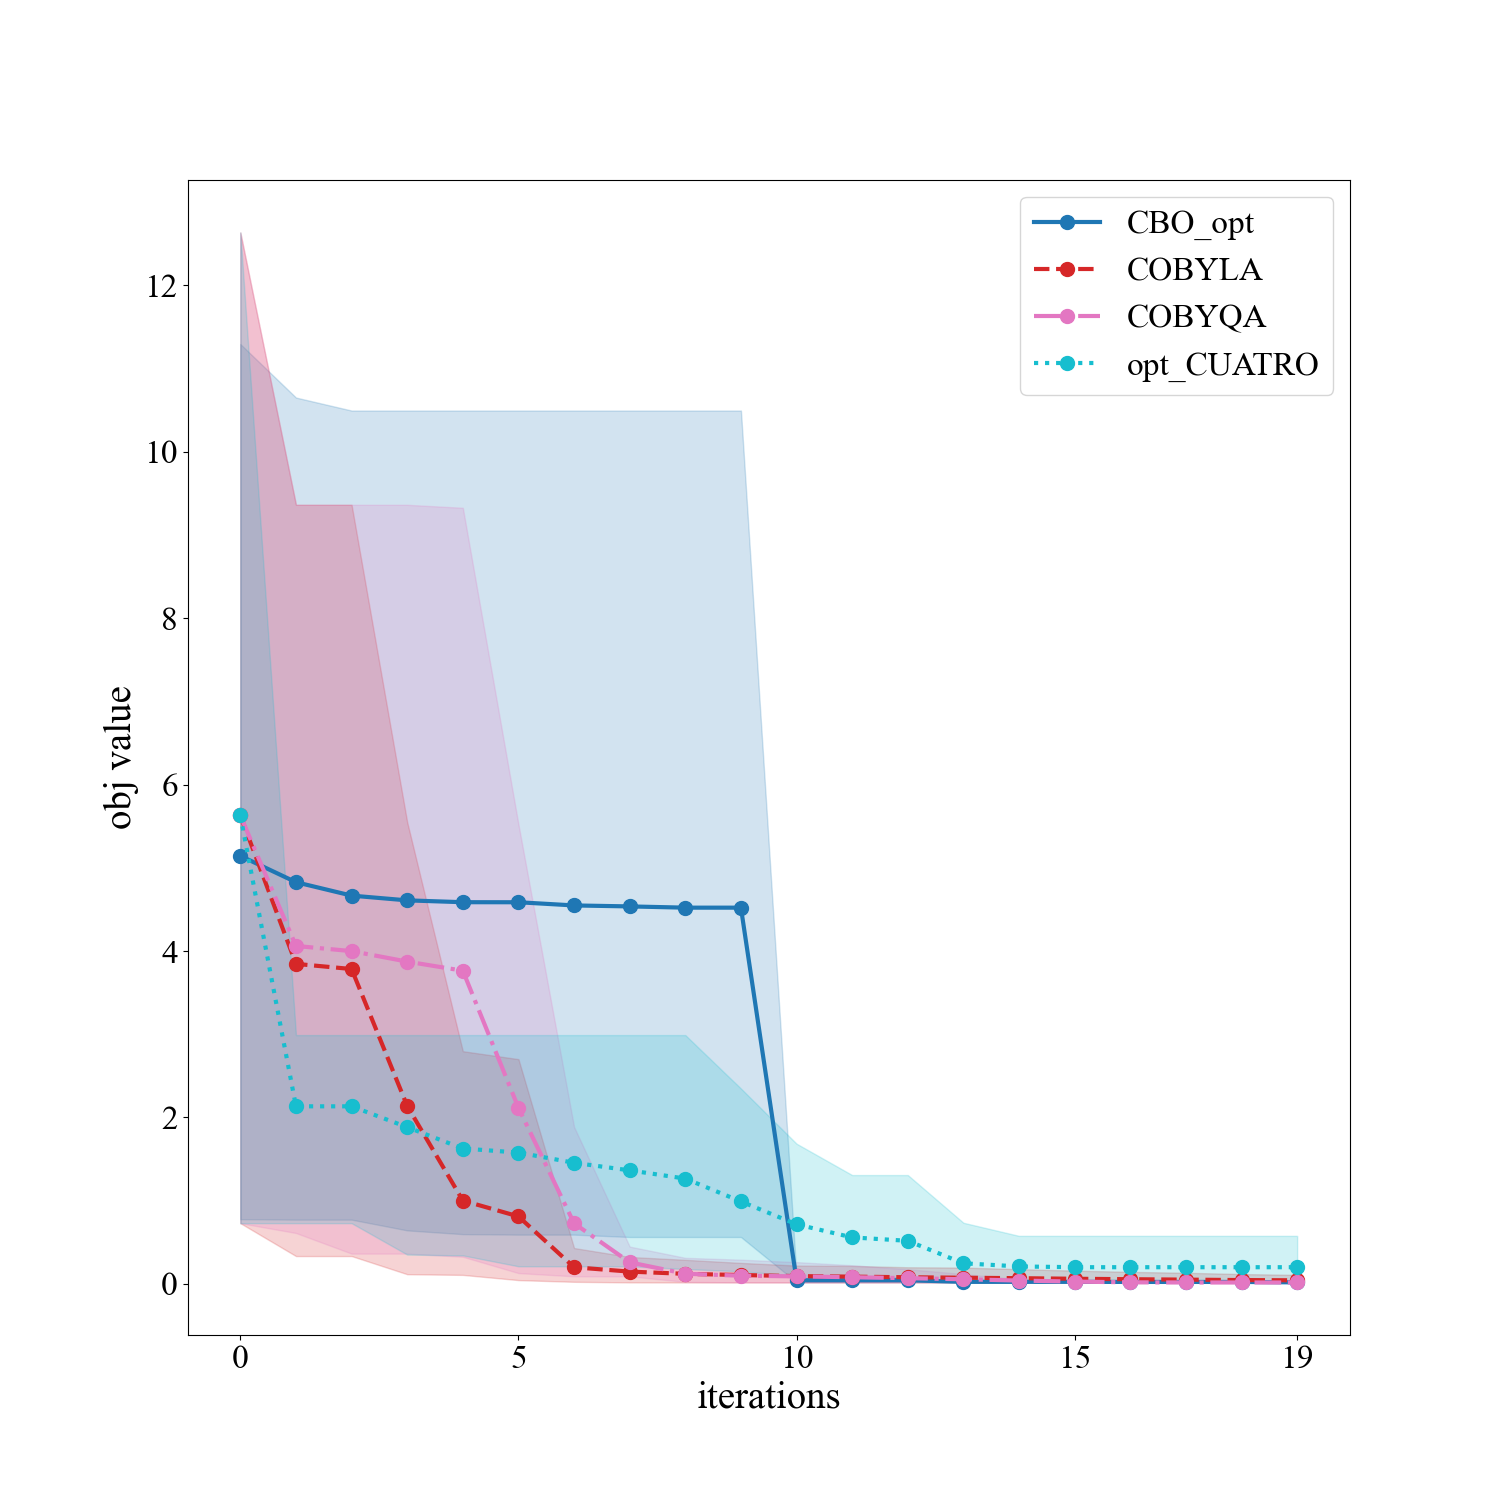 CBO_opt
COBYLA
COBYQA
opt_CUATRO
12
10
8
6
4
2
0
obj value
0 5 10 15 19
iterations